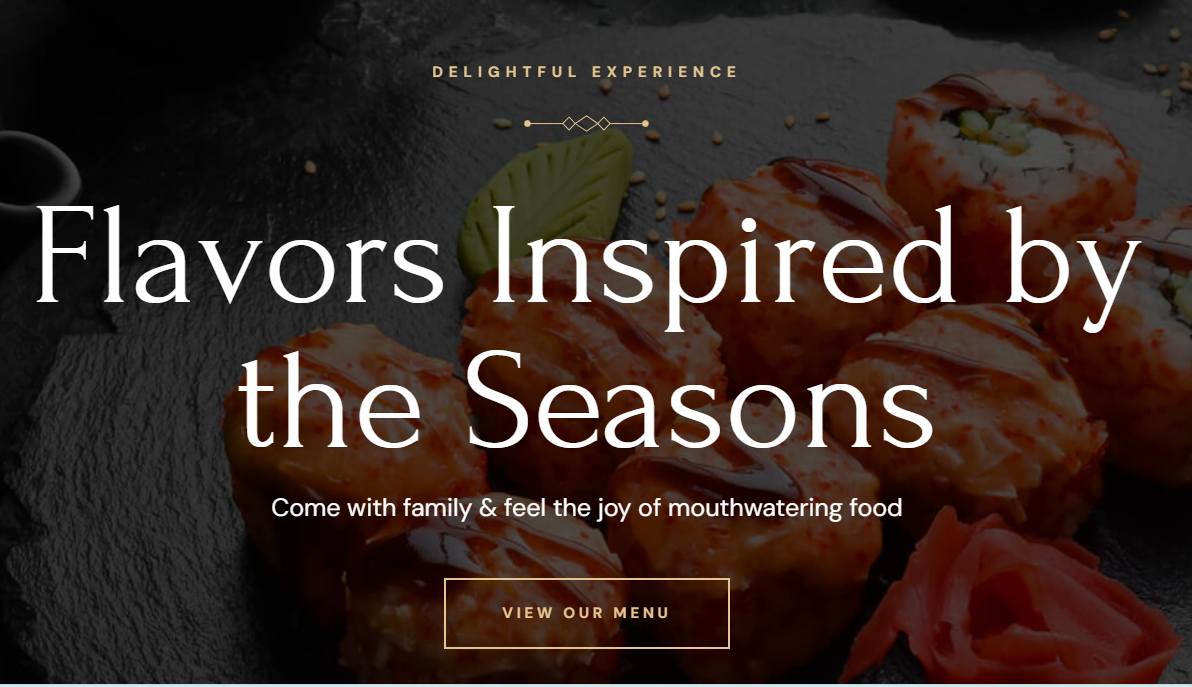 DELIGHTFUL EXPERIENCE
Flavors Inspired by
the Seasons
Come with family & feel the joy of mouthwatering food
VIEW OUR MENU